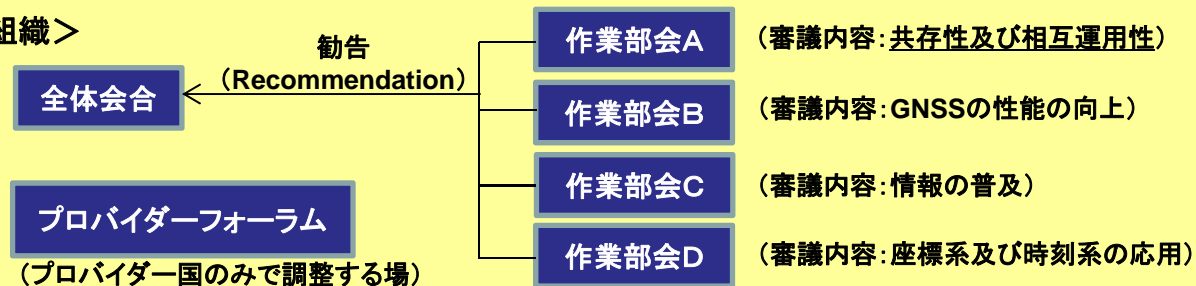 組織＞
勧告
（Recommendation）
全体会合
プロバイダーフォーラム
（プロバイダー国のみで調整する場）
作業部会A （審議内容：共存性及び相互運用性）
作業部会B （審議内容：GNSSの性能の向上）
作業部会C （審議内容：情報の普及）
作業部会D （審議内容：座標系及び時刻系の応用）